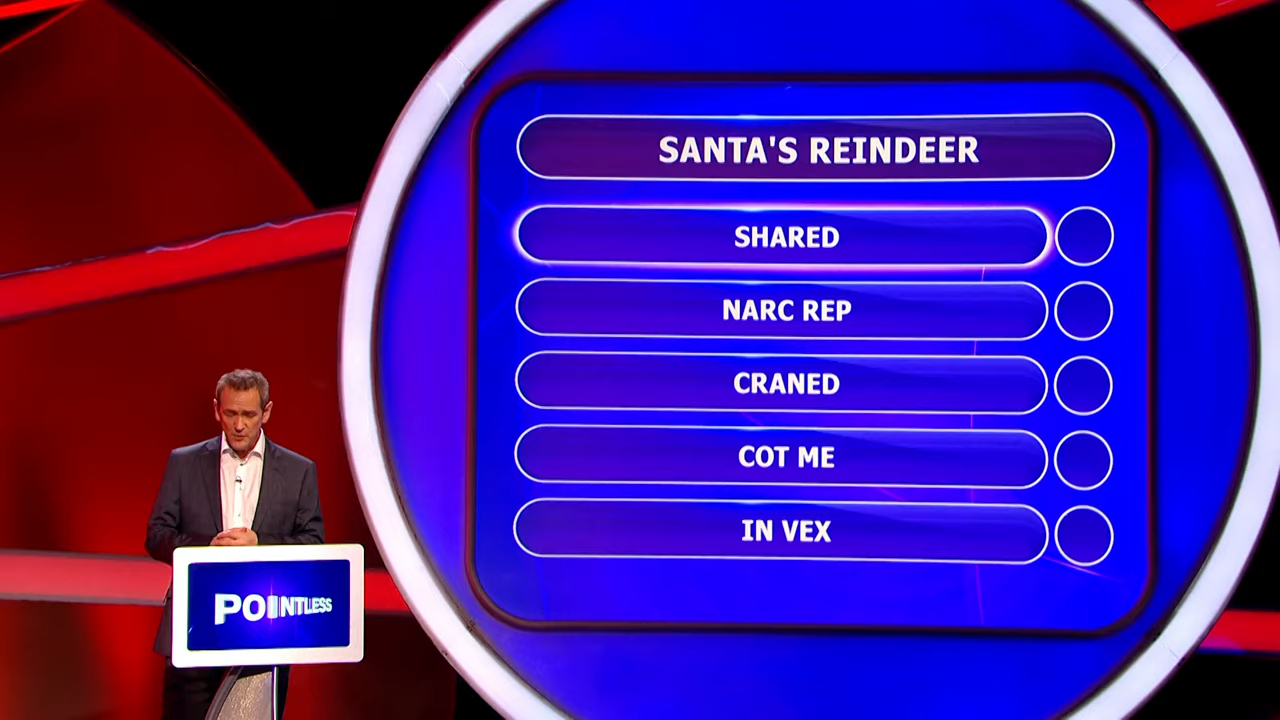 SANTA'S REINDEER
SHARED
NARC REP
CRANED
COT ME
IN VEX
POINTLESS